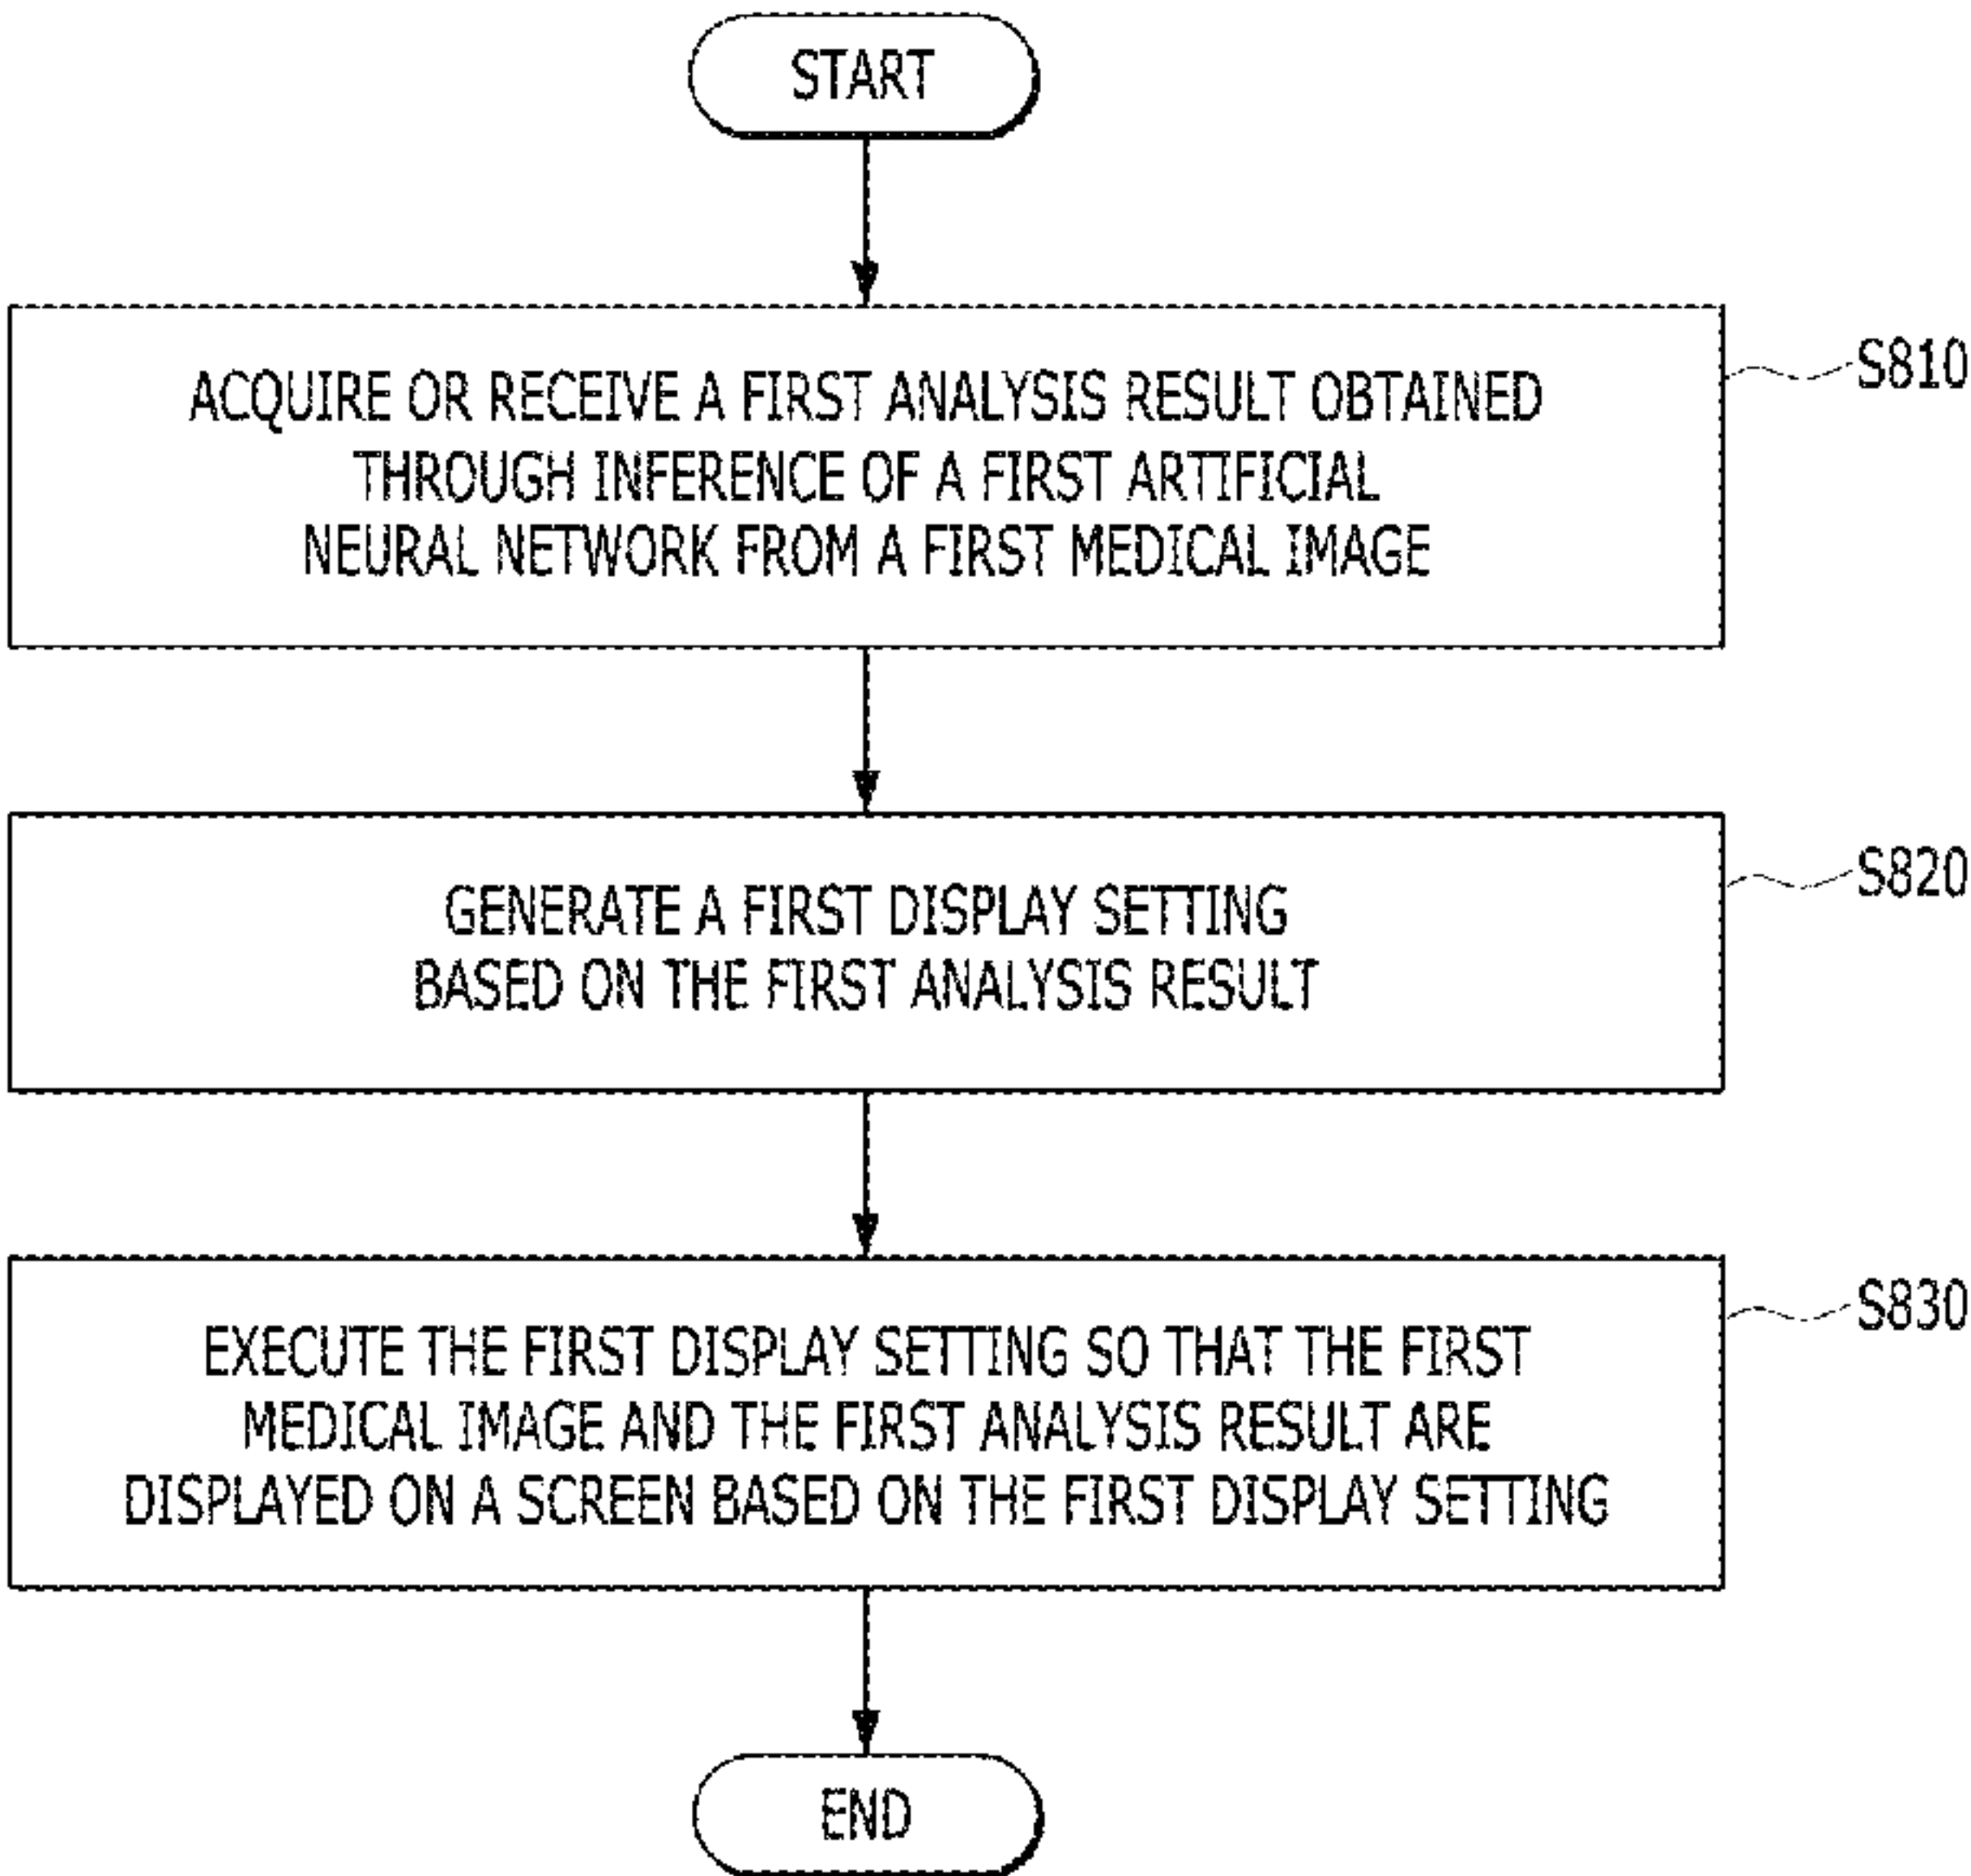 START
ACQUIRE OR RECEIVE A FIRST ANALYSIS RESULT OBTAINED
THROUGH INFERENCE OF A FIRST ARTIFICIAL
NEURAL NETWORK FROM A FIRST MEDICAL IMAGE
S810
GENERATE A FIRST DISPLAY SETTING
BASED ON THE FIRST ANALYSIS RESULT
S820
EXECUTE THE FIRST DISPLAY SETTING SO THAT THE FIRST
MEDICAL IMAGE AND THE FIRST ANALYSIS RESULT ARE
DISPLAYED ON A SCREEN BASED ON THE FIRST DISPLAY SETTING
S830
END